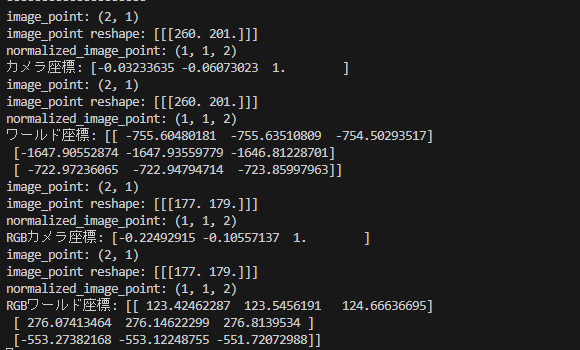 image_point: (2, 1)
image_point reshape: [[[260. 201.]]]
normalized_image_point: (1, 1, 2)
カメラ座標: [-0.03233635 -0.06073023  1.        ]
image_point: (2, 1)
image_point reshape: [[[260. 201.]]]
normalized_image_point: (1, 1, 2)
ワールド座標: [[ -755.60480181  -755.63510809  -754.50293517]
 [-1647.90552874 -1647.93559779 -1646.81228701]
 [ -722.97236065  -722.94794714  -723.85997963]]
image_point: (2, 1)
image_point reshape: [[[177. 179.]]]
normalized_image_point: (1, 1, 2)
RGBカメラ座標: [-0.22492915 -0.10557137  1.        ]
image_point: (2, 1)
image_point reshape: [[[177. 179.]]]
normalized_image_point: (1, 1, 2)
RGBワールド座標: [[ 123.42462287  123.5456191   124.66636695]
 [ 276.07413464  276.14622299  276.8139534 ]
 [-553.27382168 -553.12248755 -551.72072988]]